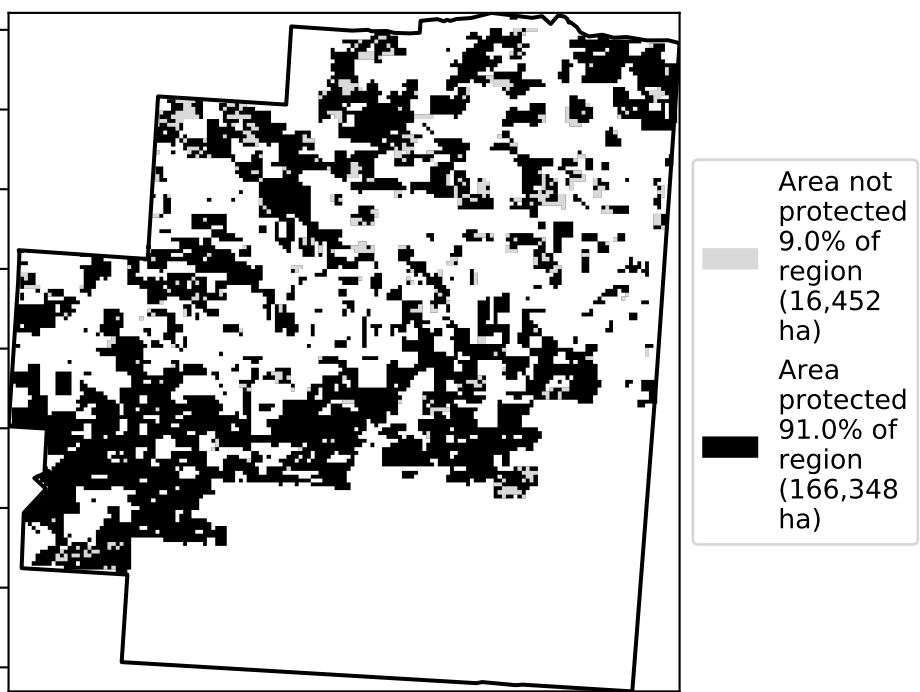 Area not
protected
9.0% of
region
(16,452
ha)
Area
protected
91.0% of
region
(166,348
ha)